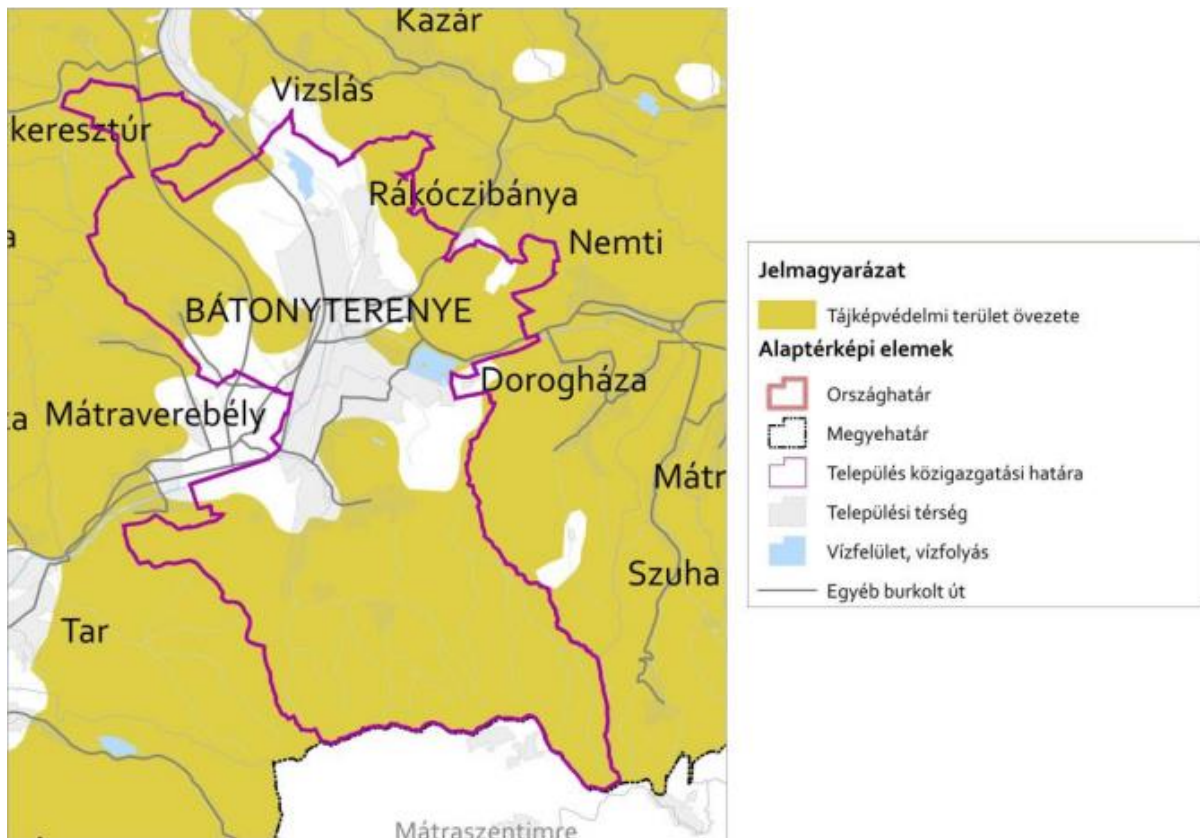 Kazár
Vizslás
keresztúr
Rákóczibánya
a
Nemti
BÁTONYTERENYE
Dorogháza
za
Mátraverebély
Mátr
Szuha
Tar
Mátraszentimre
Jelmagyarázat
Tájképvédelmi terület övezete
Alaptérképi elemek
Országhatár
Megyehatár
Település közigazgatási határa
Települési térség
Vízfelület, vízfolyás
Egyéb burkolt út